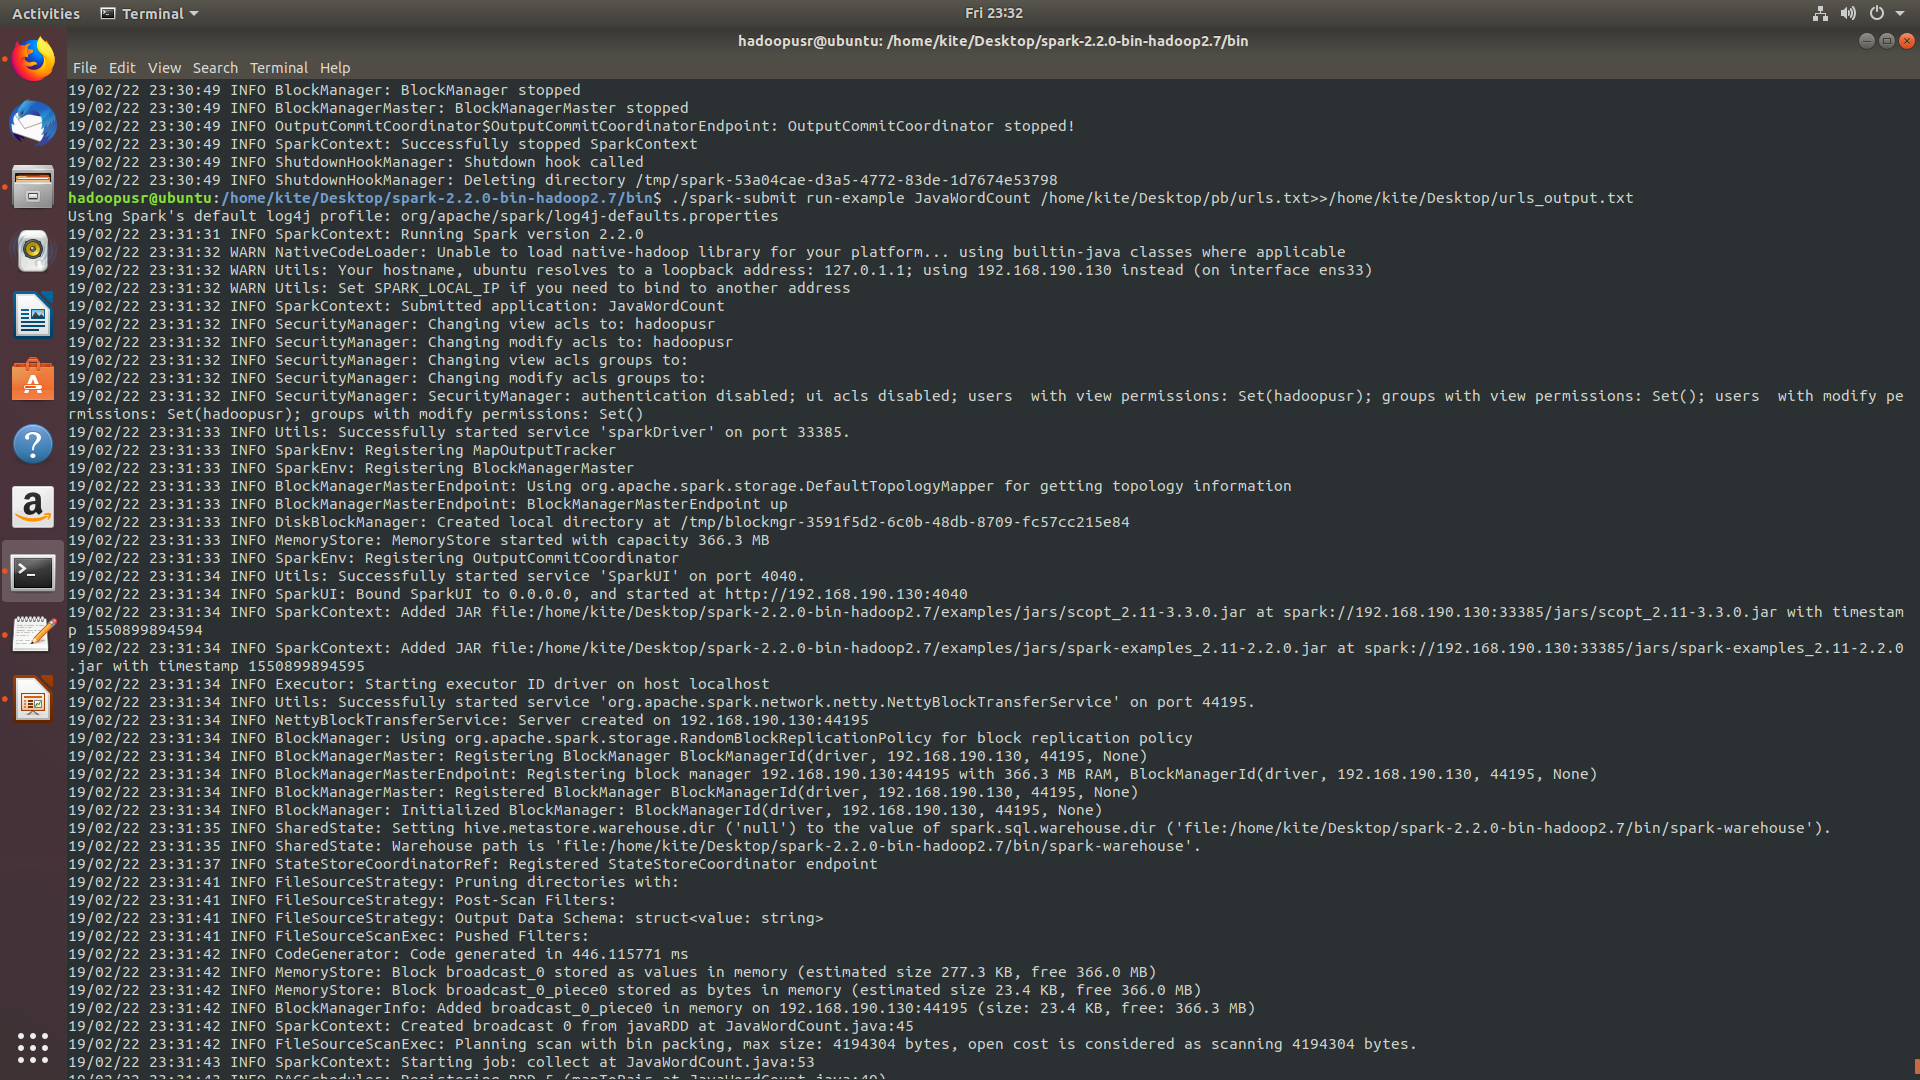 Activities
Terminal
Fri 23:32
hadoopusr@ubuntu: /home/kite/Desktop/spark-2.2.0-bin-hadoop2.7/bin
File Edit View Search Terminal Help
19/02/22 23:30:49 INFO BlockManager: BlockManager stopped
19/02/22 23:30:49 INFO BlockManagerMaster: BlockManagerMaster stopped
19/02/22 23:30:49 INFO OutputCommitCoordinator$OutputCommitCoordinatorEndpoint: OutputCommitCoordinator stopped!
19/02/22 23:30:49 INFO SparkContext: Successfully stopped SparkContext
19/02/22 23:30:49 INFO ShutdownHookManager: Shutdown hook called
19/02/22 23:30:49 INFO ShutdownHookManager: Deleting directory /tmp/spark-53a04cae-d3a5-4772-83de-1d7674e53798
hadoopusr@ubuntu:/home/kite/Desktop/spark-2.2.0-bin-hadoop2.7/bin$ ./spark-submit run-example JavaWordCount /home/kite/Desktop/pb/urls.txt>>/home/kite/Desktop/urls_output.txt
Using Spark's default log4j profile: org/apache/spark/log4j-defaults.properties
19/02/22 23:31:31 INFO SparkContext: Running Spark version 2.2.0
19/02/22 23:31:32 WARN NativeCodeLoader: Unable to load native-hadoop library for your platform... using builtin-java classes where applicable
19/02/22 23:31:32 WARN Utils: Your hostname, ubuntu resolves to a loopback address: 127.0.1.1; using 192.168.190.130 instead (on interface ens33)
19/02/22 23:31:32 WARN Utils: Set SPARK_LOCAL_IP if you need to bind to another address
19/02/22 23:31:32 INFO SparkContext: Submitted application: JavaWordCount
19/02/22 23:31:32 INFO SecurityManager: Changing view acls to: hadoopusr
19/02/22 23:31:32 INFO SecurityManager: Changing modify acls to: hadoopusr
19/02/22 23:31:32 INFO SecurityManager: Changing view acls groups to:
19/02/22 23:31:32 INFO SecurityManager: Changing modify acls groups to:
19/02/22 23:31:32 INFO SecurityManager: SecurityManager: authentication disabled; ui acls disabled; users  with view permissions: Set(hadoopusr); groups with view permissions: Set(); users  with modify pe
rmissions: Set(hadoopusr); groups with modify permissions: Set()
19/02/22 23:31:33 INFO Utils: Successfully started service 'sparkDriver' on port 33385.
19/02/22 23:31:33 INFO SparkEnv: Registering MapOutputTracker
19/02/22 23:31:33 INFO SparkEnv: Registering BlockManagerMaster
19/02/22 23:31:33 INFO BlockManagerMasterEndpoint: Using org.apache.spark.storage.DefaultTopologyMapper for getting topology information
19/02/22 23:31:33 INFO BlockManagerMasterEndpoint: BlockManagerMasterEndpoint up
19/02/22 23:31:33 INFO DiskBlockManager: Created local directory at /tmp/blockmgr-3591f5d2-6c0b-48db-8709-fc57cc215e84
19/02/22 23:31:33 INFO MemoryStore: MemoryStore started with capacity 366.3 MB
19/02/22 23:31:33 INFO SparkEnv: Registering OutputCommitCoordinator
19/02/22 23:31:34 INFO Utils: Successfully started service 'SparkUI' on port 4040.
19/02/22 23:31:34 INFO SparkUI: Bound SparkUI to 0.0.0.0, and started at http://192.168.190.130:4040
19/02/22 23:31:34 INFO SparkContext: Added JAR file:/home/kite/Desktop/spark-2.2.0-bin-hadoop2.7/examples/jars/scopt_2.11-3.3.0.jar at spark://192.168.190.130:33385/jars/scopt_2.11-3.3.0.jar with timestam
p 1550899894594
19/02/22 23:31:34 INFO SparkContext: Added JAR file:/home/kite/Desktop/spark-2.2.0-bin-hadoop2.7/examples/jars/spark-examples_2.11-2.2.0.jar at spark://192.168.190.130:33385/jars/spark-examples_2.11-2.2.0
.jar with timestamp 1550899894595
19/02/22 23:31:34 INFO Executor: Starting executor ID driver on host localhost
19/02/22 23:31:34 INFO Utils: Successfully started service 'org.apache.spark.network.netty.NettyBlockTransferService' on port 44195.
19/02/22 23:31:34 INFO NettyBlockTransferService: Server created on 192.168.190.130:44195
19/02/22 23:31:34 INFO BlockManager: Using org.apache.spark.storage.RandomBlockReplicationPolicy for block replication policy
19/02/22 23:31:34 INFO BlockManagerMaster: Registering BlockManager BlockManagerId(driver, 192.168.190.130, 44195, None)
19/02/22 23:31:34 INFO BlockManagerMasterEndpoint: Registering block manager 192.168.190.130:44195 with 366.3 MB RAM, BlockManagerId(driver, 192.168.190.130, 44195, None)
19/02/22 23:31:34 INFO BlockManagerMaster: Registered BlockManager BlockManagerId(driver, 192.168.190.130, 44195, None)
19/02/22 23:31:34 INFO BlockManager: Initialized BlockManager: BlockManagerId(driver, 192.168.190.130, 44195, None)
19/02/22 23:31:35 INFO SharedState: Setting hive.metastore.warehouse.dir ('null') to the value of spark.sql.warehouse.dir ('file:/home/kite/Desktop/spark-2.2.0-bin-hadoop2.7/bin/spark-warehouse').
19/02/22 23:31:35 INFO SharedState: Warehouse path is 'file:/home/kite/Desktop/spark-2.2.0-bin-hadoop2.7/bin/spark-warehouse'.
19/02/22 23:31:37 INFO StateStoreCoordinatorRef: Registered StateStoreCoordinator endpoint
19/02/22 23:31:41 INFO FileSourceStrategy: Pruning directories with:
19/02/22 23:31:41 INFO FileSourceStrategy: Post-Scan Filters:
19/02/22 23:31:41 INFO FileSourceStrategy: Output Data Schema: struct<value: string>
19/02/22 23:31:41 INFO FileSourceScanExec: Pushed Filters:
19/02/22 23:31:42 INFO CodeGenerator: Code generated in 446.115771 ms
19/02/22 23:31:42 INFO MemoryStore: Block broadcast_0 stored as values in memory (estimated size 277.3 KB, free 366.0 MB)
19/02/22 23:31:42 INFO MemoryStore: Block broadcast_0_piece0 stored as bytes in memory (estimated size 23.4 KB, free 366.0 MB)
19/02/22 23:31:42 INFO BlockManagerInfo: Added broadcast_0_piece0 in memory on 192.168.190.130:44195 (size: 23.4 KB, free: 366.3 MB)
19/02/22 23:31:42 INFO SparkContext: Created broadcast 0 from javaRDD at JavaWordCount.java:45
19/02/22 23:31:42 INFO FileSourceScanExec: Planning scan with bin packing, max size: 4194304 bytes, open cost is considered as scanning 4194304 bytes.
19/02/22 23:31:43 INFO SparkContext: Starting job: collect at JavaWordCount.java:53
19/02/22 23:31:43 INFO DAGScheduler: Registering RDD 5 (mapToPair at JavaWordCount.java:49)